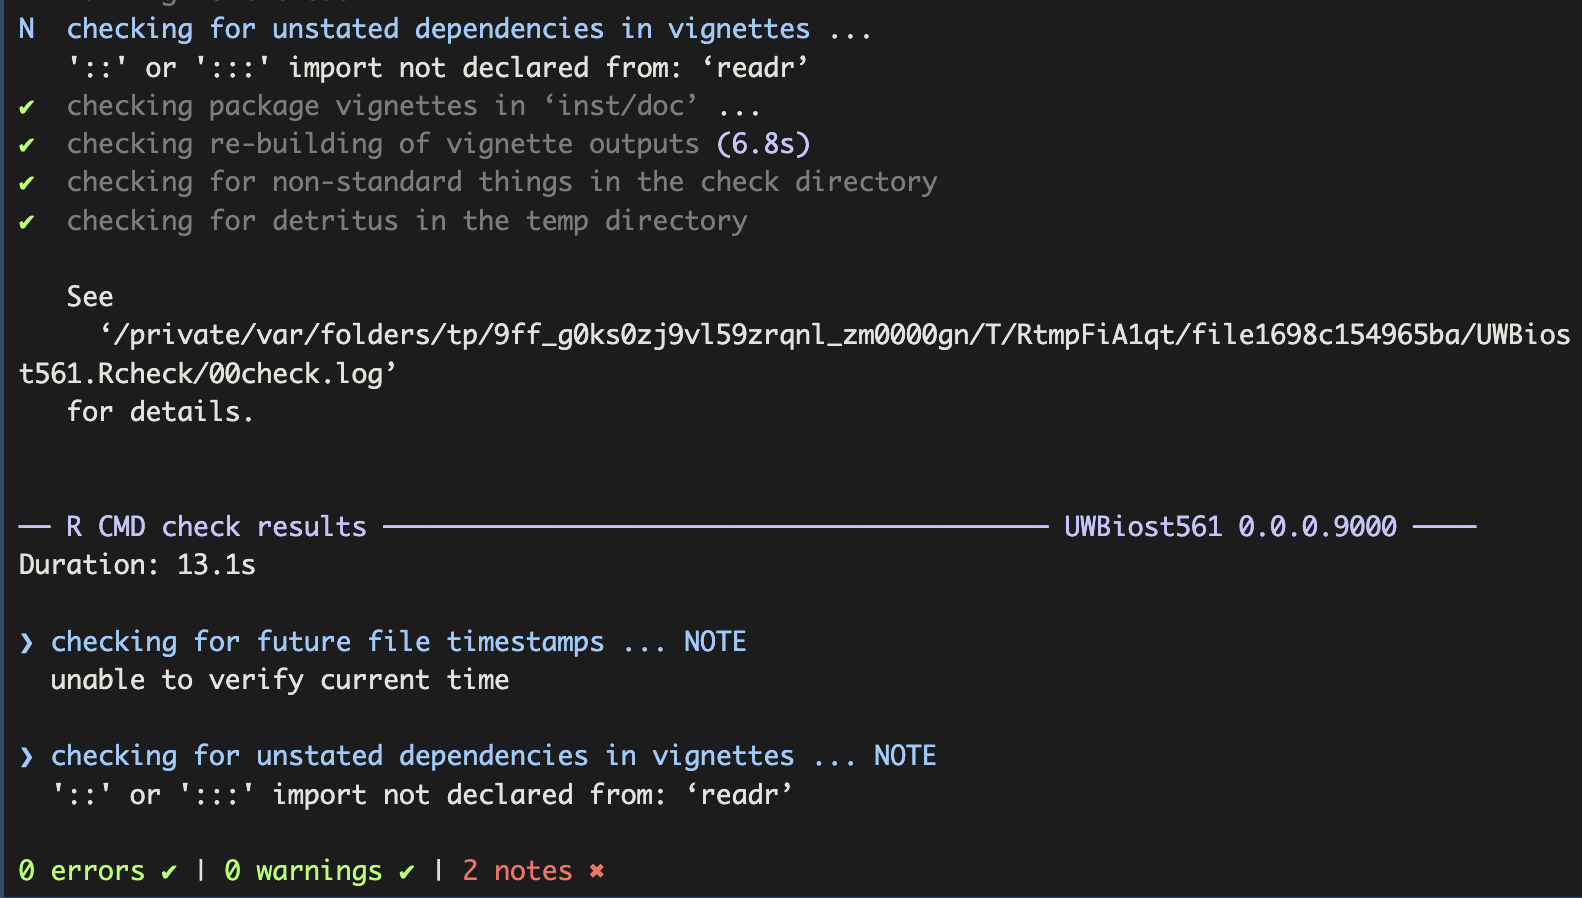 N  checking for unstated dependencies in vignettes ...
   '::' or ':::' import not declared from: ‘readr’
✔  checking package vignettes in ‘inst/doc’ ...
✔  checking re-building of vignette outputs (6.8s)
✔  checking for non-standard things in the check directory
✔  checking for detritus in the temp directory
   See
     ‘/private/var/folders/tp/9ff_g0ks0zj9vl59zrqnl_zm0000gn/T/RtmpFiA1qt/file1698c154965ba/UWBios
t561.Rcheck/00check.log’
   for details.
── R CMD check results ────────────────────────────────────────── UWBiost561 0.0.0.9000 ────
Duration: 13.1s
❯ checking for future file timestamps ... NOTE
  unable to verify current time
❯ checking for unstated dependencies in vignettes ... NOTE
  '::' or ':::' import not declared from: ‘readr’
0 errors ✔ | 0 warnings ✔ | 2 notes ✖